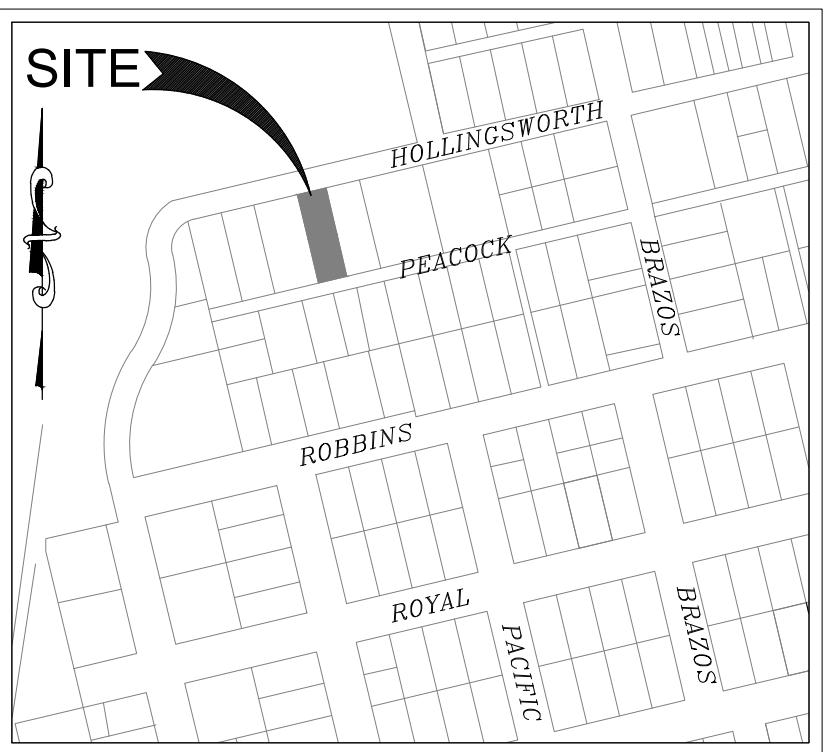 SITE
HOLLINGSWORTH
PEACOCK
BRAZOS
ROBBINS
ROYAL
PACIFIC
BRAZOS